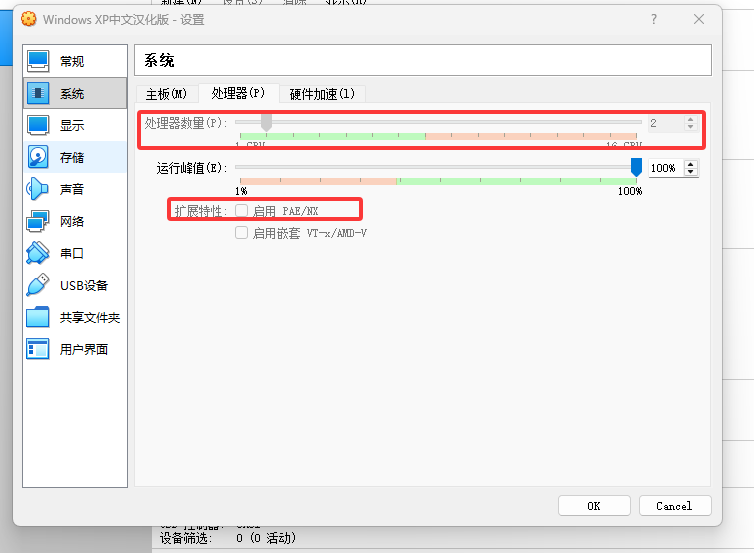 Windows XP中文汉化版 - 设置
常规
系统
显示
存储
声音
网络
串口
USB设备
共享文件夹
用户界面
系统
主板(M) 处理器(P) 硬件加速(l)
处理器数量(P): 2
1 CPU 16 CPU
运行峰值(E): 100%
1% 100%
扩展特性: 启用 PAE/NX
启用嵌套 VT-x/AMD-V
OK Cancel
设备筛选: 0 (0 活动)